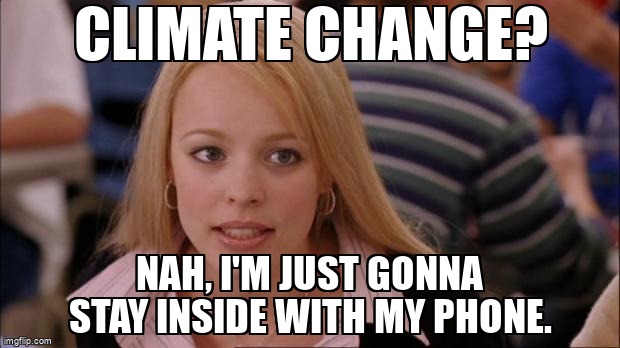 CLIMATE CHANGE?
NAH, I'M JUST GONNA
STAY INSIDE WITH MY PHONE.
imgflip.com